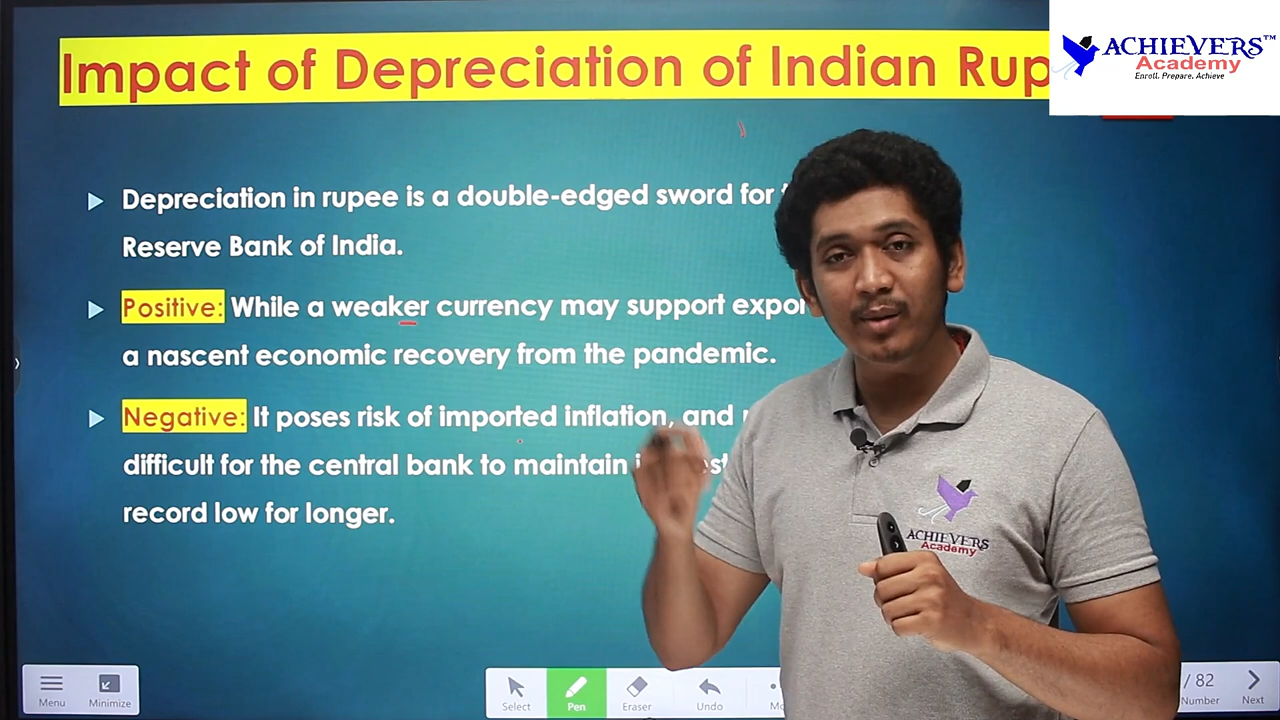 Impact of Depreciation of Indian
ACHIEVERS™
Academy
Enroll. Prepare. Achieve
Depreciation in rupee is a double-edged sword for
Reserve Bank of India.
Positive: While a weaker currency may support
a nascent economic recovery from the pandemic.
Negative: It poses risk of imported inflation, and
difficult for the central bank to maintain
record low for longer.
ACHIEVERS
Academy
Menu
Minimize
Select
Pen
Eraser
Undo
/ 82
Number
Next